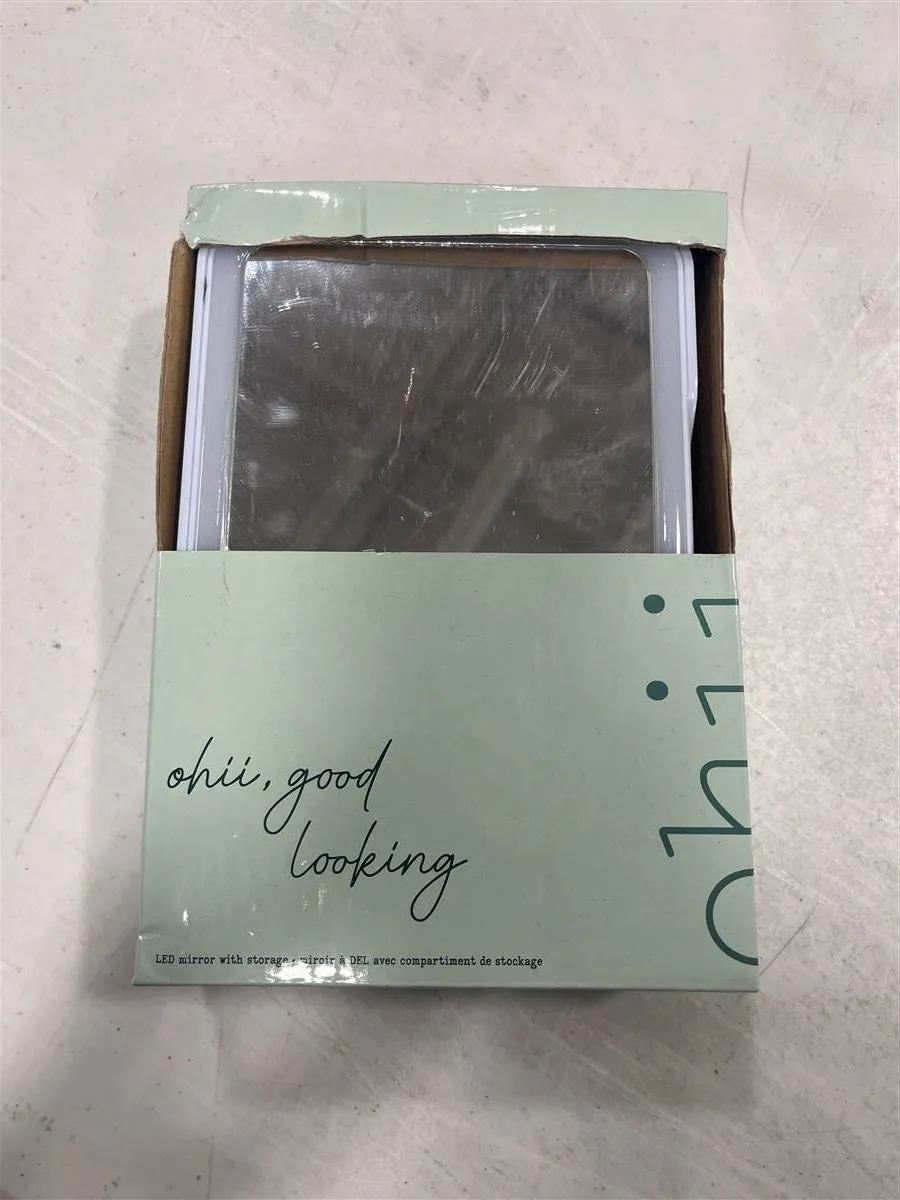 ohii, good
looking
ohii
LED mirror with storage • miroir à DEL avec compartiment de stockage